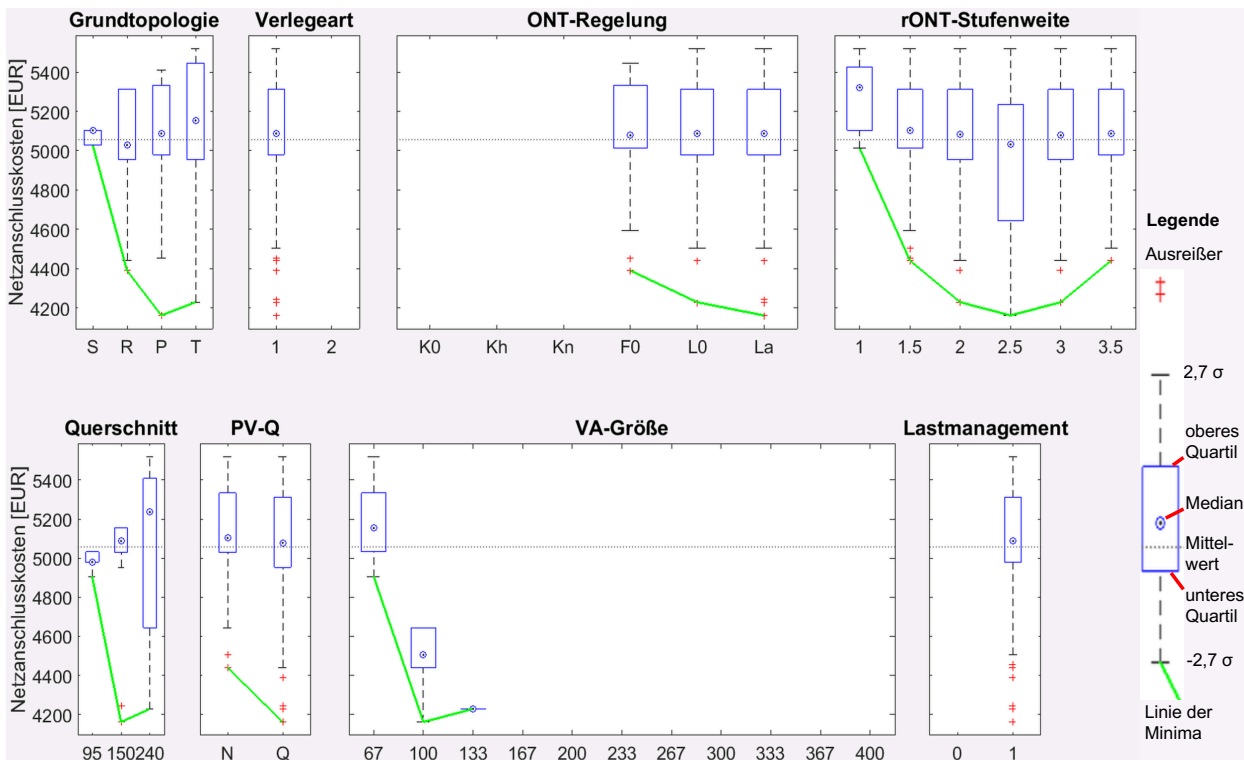 Grundtopologie Verlegeart ONT-Regelung rONT-Stufenweite
Netzanschlusskosten [EUR]
5400
5200
5000
4800
4600
4400
4200
S R P T
1 2
K0 Kh Kn F0 L0 La
1 1.5 2 2.5 3 3.5
Querschnitt PV-Q VA-Größe Lastmanagement
Netzanschlusskosten [EUR]
5400
5200
5000
4800
4600
4400
4200
95 150 240
N Q
67 100 133 167 200 233 267 300 333 367 400
0 1
Legende
Ausreißer
2,7 σ
oberes
Quartil
Median
Mittel-
wert
unteres
Quartil
-2,7 σ
Linie der
Minima